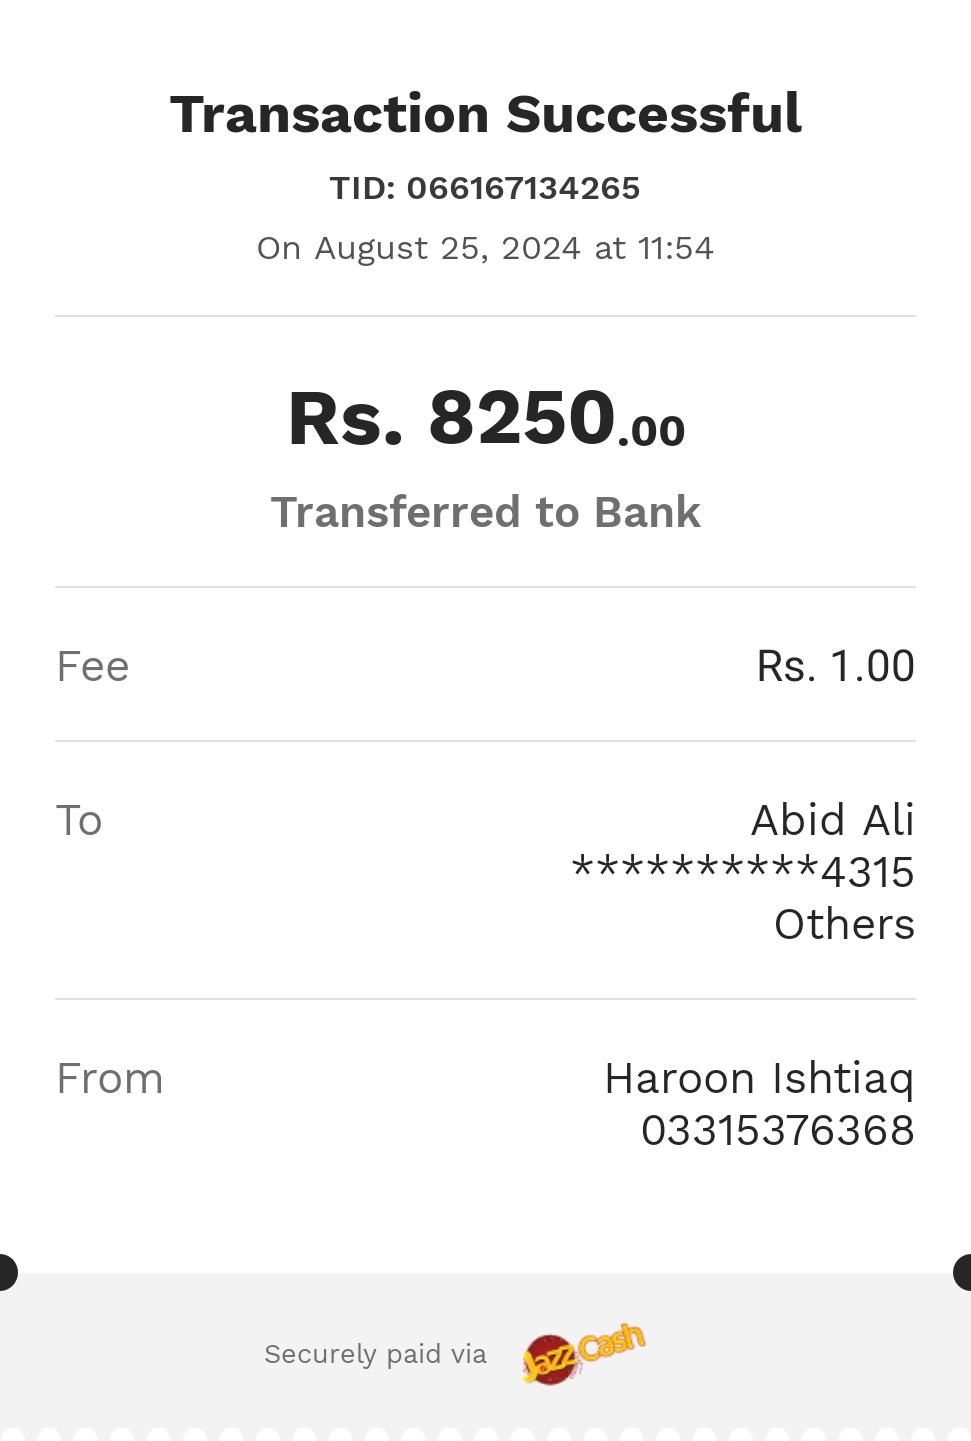 Transaction Successful
TID: 066167134265
On August 25, 2024 at 11:54
Rs. 8250.00
Transferred to Bank
Fee Rs. 1.00
To Abid Ali
**********4315
Others
From Haroon Ishtiaq
03315376368
Securely paid via JazzCash